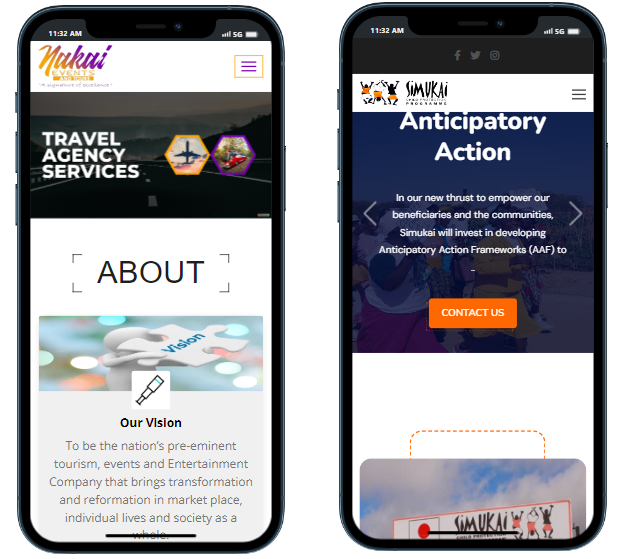 11:32 AM
5G
Nakai
EVENTS
AND TOURS
"A signature of excellence"
TRAVEL
AGENCY
SERVICES
ABOUT
Vision
Our Vision
To be the nation’s pre-eminent
tourism, events and Entertainment
Company that brings transformation
and reformation in market place,
individual lives and society as a
whole.
11:32 AM
5G
SIMUKAI
CHILD PROTECTION
PROGRAMME
Anticipatory
Action
In our new thrust to empower our
beneficiaries and the communities,
Simukai will invest in developing
Anticipatory Action Frameworks (AAF) to
_
CONTACT US
SIMUKAI
CHILD PROTECTION